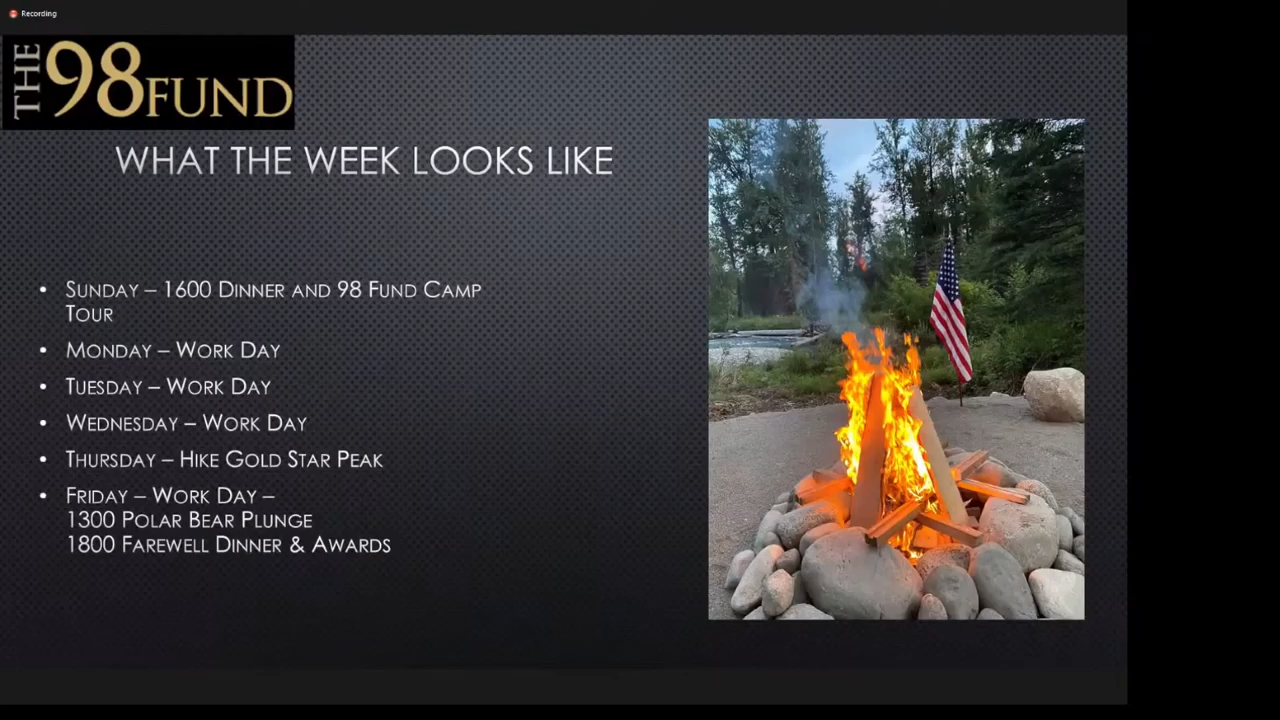 Recording
THE 98 FUND
WHAT THE WEEK LOOKS LIKE
• SUNDAY – 1600 DINNER AND 98 FUND CAMP
TOUR
• MONDAY – WORK DAY
• TUESDAY – WORK DAY
• WEDNESDAY – WORK DAY
• THURSDAY – HIKE GOLD STAR PEAK
• FRIDAY – WORK DAY –
1300 POLAR BEAR PLUNGE
1800 FAREWELL DINNER & AWARDS